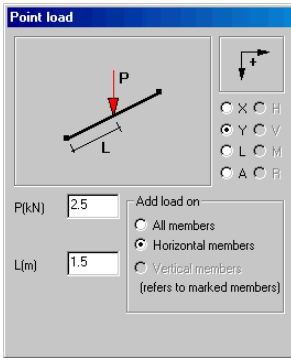 Point load
P
L
+
X H
Y V
L M
A R
P(kN) 2.5
L(m) 1.5
Add load on
All members
Horizontal members
Vertical members
(refers to marked members)